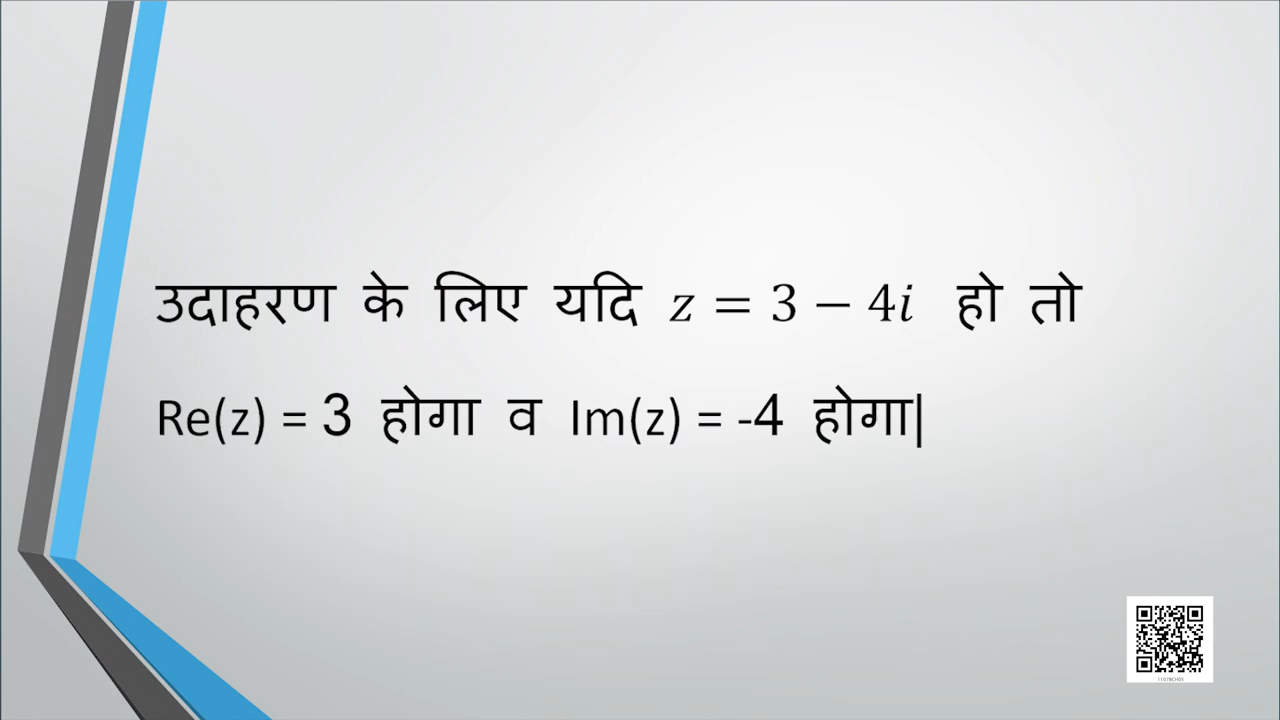 उदाहरण के लिए यदि z = 3 − 4i हो तो
Re(z) = 3 होगा व Im(z) = -4 होगा|